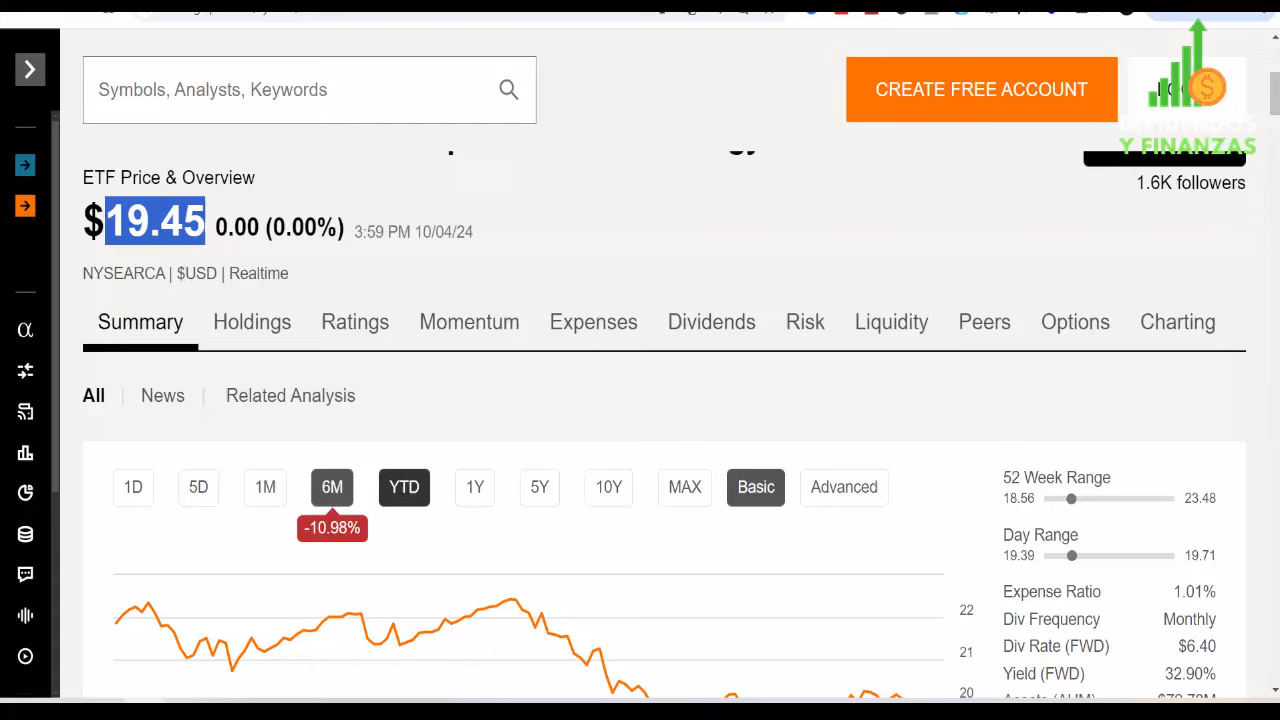 Symbols, Analysts, Keywords
CREATE FREE ACCOUNT
Y FINANZAS
ETF Price & Overview
1.6K followers
$19.45 0.00 (0.00%) 3:59 PM 10/04/24
NYSEARCA | $USD | Realtime
Summary Holdings Ratings Momentum Expenses Dividends Risk Liquidity Peers Options Charting
All | News | Related Analysis
1D 5D 1M 6M YTD 1Y 5Y 10Y MAX Basic Advanced
-10.98%
52 Week Range
18.56 23.48
Day Range
19.39 19.71
Expense Ratio 1.01%
Div Frequency Monthly
Div Rate (FWD) $6.40
Yield (FWD) 32.90%
22
21
20